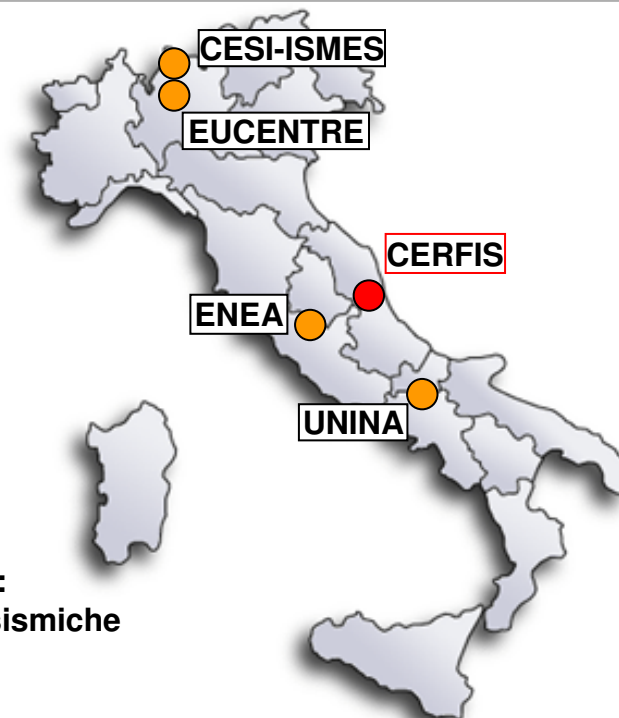 CESI-ISMES
EUCENTRE
CERFIS
ENEA
UNINA
:
sismiche